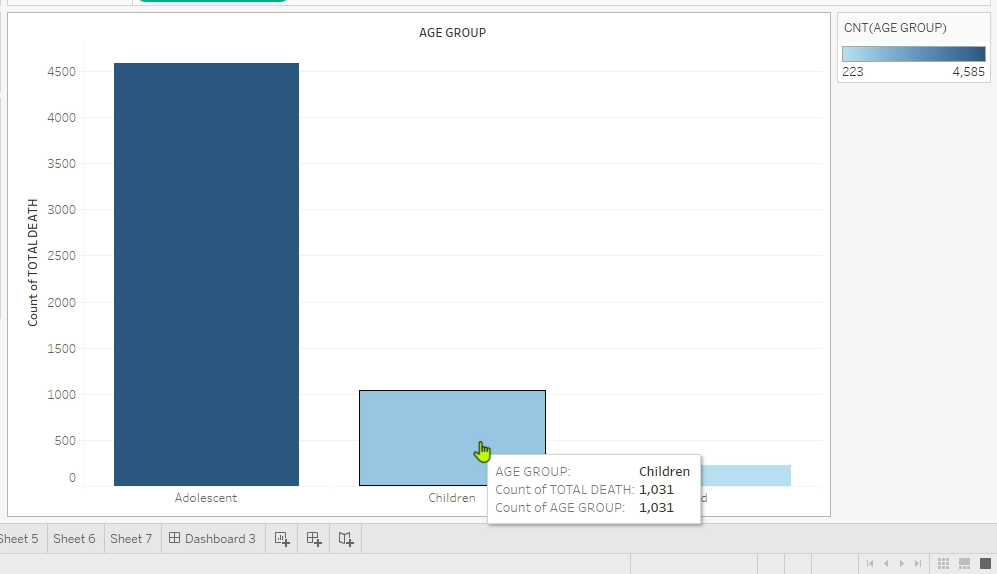 AGE GROUP
CNT(AGE GROUP)
223 4,585
Count of TOTAL DEATH
4500
4000
3500
3000
2500
2000
1500
1000
500
0
Adolescent Children
AGE GROUP: Children
Count of TOTAL DEATH: 1,031
Count of AGE GROUP: 1,031
Sheet 6 Sheet 7 Dashboard 3